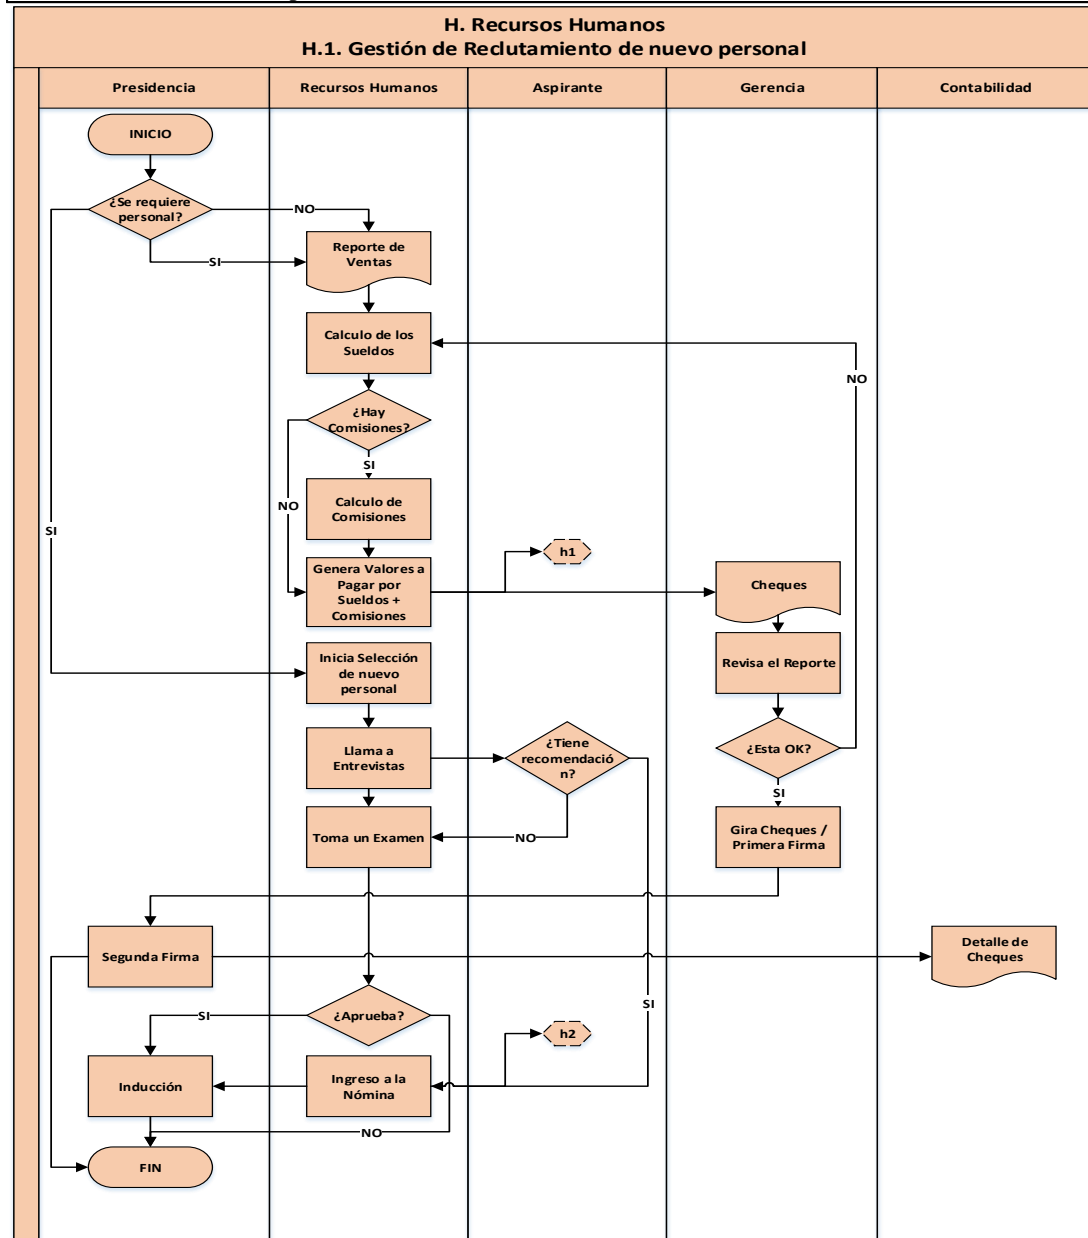 H. Recursos Humanos
H.1. Gestión de Reclutamiento de nuevo personal
Presidencia
Recursos Humanos
Aspirante
Gerencia
Contabilidad
INICIO
¿Se requiere
personal?
NO
SI
Reporte de
Ventas
Calculo de los
Sueldos
NO
¿Hay
Comisiones?
SI
NO
Calculo de
Comisiones
SI
h1
Genera Valores a
Pagar por
Sueldos +
Comisiones
Cheques
Inicia Selección
de nuevo
personal
Revisa el Reporte
Llama a
Entrevistas
¿Tiene
recomendació
n?
¿Esta OK?
SI
Toma un Examen
NO
Gira Cheques /
Primera Firma
Segunda Firma
Detalle de
Cheques
SI
¿Aprueba?
SI
h2
Inducción
Ingreso a la
Nómina
NO
FIN